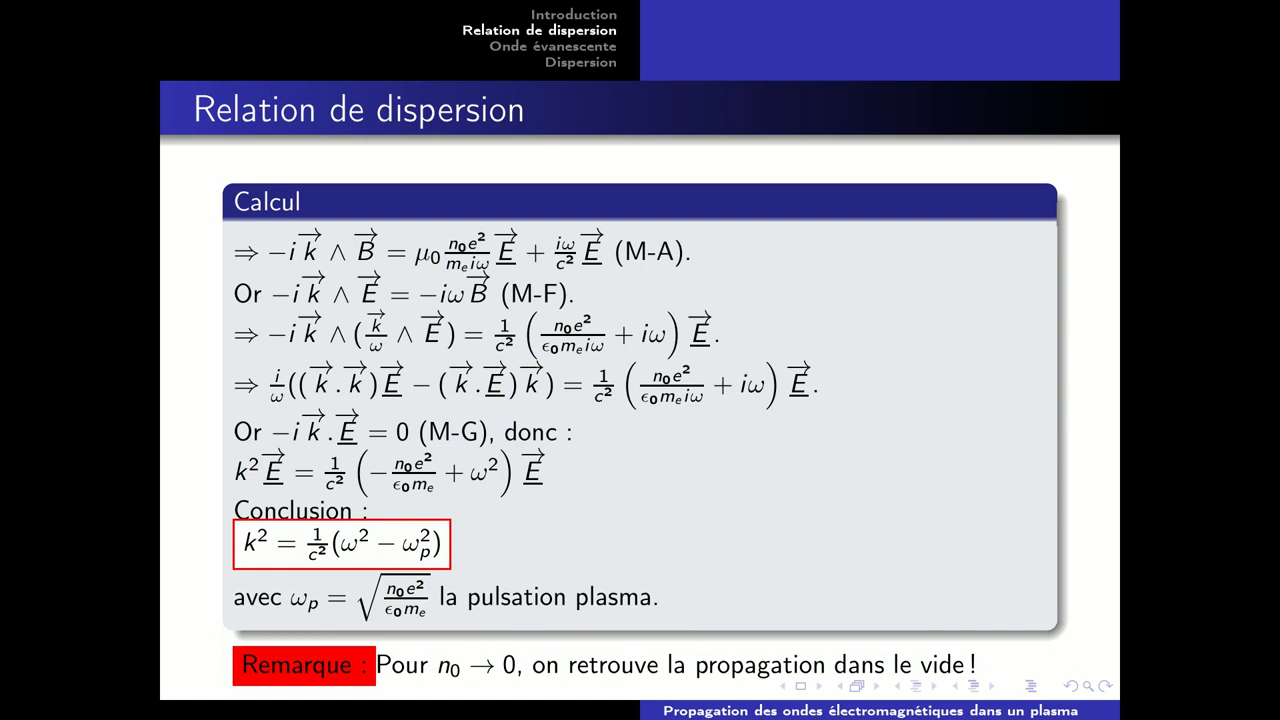 Introduction
Relation de dispersion
Onde évanescente
Dispersion
Relation de dispersion
Calcul
⇒ −i k⃗ ∧ B⃗ = μ₀ (n₀e²)/(mₑiω) E̲⃗ + (iω)/(c²) E̲⃗ (M-A).
Or −i k⃗ ∧ E⃗ = −iω B⃗ (M-F).
⇒ −i k⃗ ∧ (k⃗/ω ∧ E⃗) = 1/c² ( (n₀e²)/(ϵ₀mₑiω) + iω ) E̲⃗.
⇒ i/ω((k⃗.k⃗)E̲⃗ − (k⃗.E̲⃗)k⃗) = 1/c² ( (n₀e²)/(ϵ₀mₑiω) + iω ) E̲⃗.
Or −i k⃗.E̲⃗ = 0 (M-G), donc :
k² E̲⃗ = 1/c² ( −(n₀e²)/(ϵ₀mₑ) + ω² ) E̲⃗
Conclusion :
k² = 1/c² (ω² − ωₚ²)
avec ωₚ = √((n₀e²)/(ϵ₀mₑ)) la pulsation plasma.
Remarque : Pour n₀ → 0, on retrouve la propagation dans le vide !
Propagation des ondes électromagnétiques dans un plasma